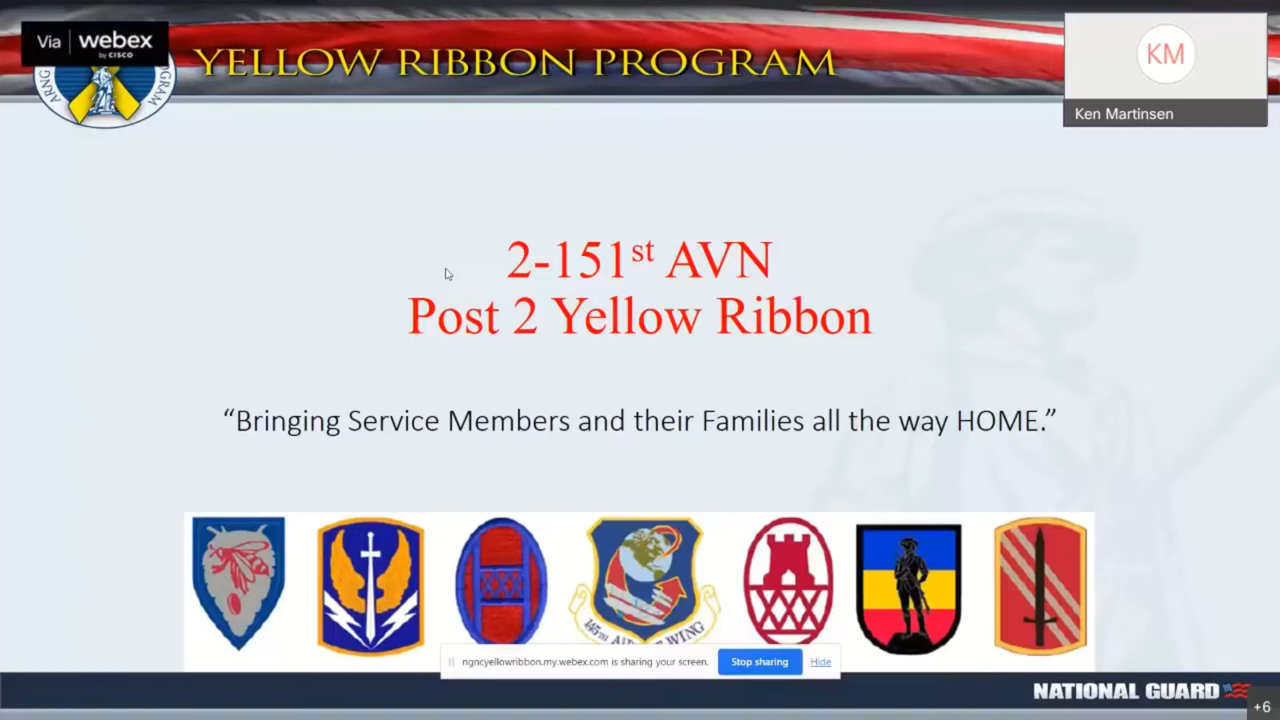 Via webex
by CISCO
YELLOW RIBBON PROGRAM
KM
Ken Martinsen
2-151st AVN
Post 2 Yellow Ribbon
“Bringing Service Members and their Families all the way HOME.”
145TH
WING
ngncyellowribbon.my.webex.com is sharing your screen.
Stop sharing
Hide
NATIONAL GUARD
+6